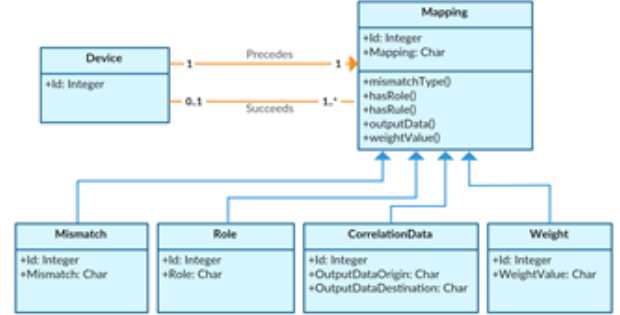 Mapping
+Id: Integer
+Mapping: Char
+mismatchType()
+hasRole()
+hasRule()
+outputData()
+weightValue()
Device
+Id: Integer
1 Precedes 1
0..1 Succeeds 1..*
Mismatch
+Id: Integer
+Mismatch: Char
Role
+Id: Integer
+Role: Char
CorrelationData
+Id: Integer
+OutputDataOrigin: Char
+OutputDataDestination: Char
Weight
+Id: Integer
+WeightValue: Char